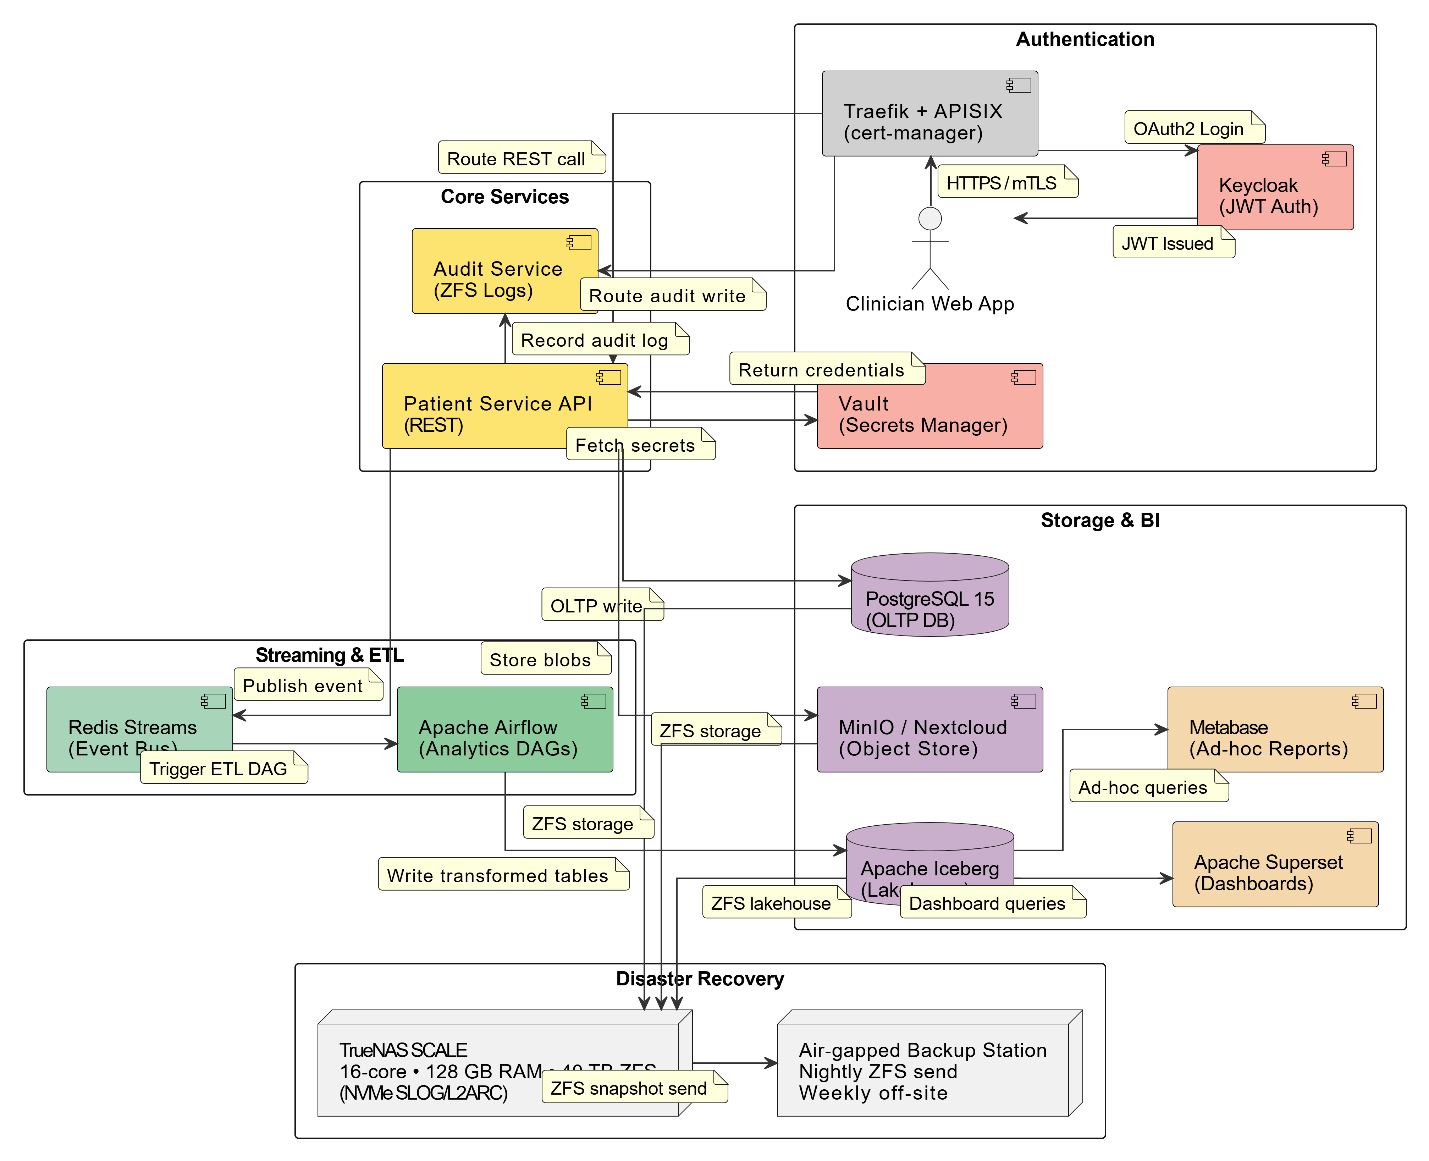 Authentication
Traefik + APISIX
(cert-manager)
OAuth2 Login
Route REST call
HTTPS / mTLS
Keycloak
(JWT Auth)
Core Services
JWT Issued
Audit Service
(ZFS Logs)
Route audit write
Clinician Web App
Record audit log
Return credentials
Patient Service API
(REST)
Vault
(Secrets Manager)
Fetch secrets
Storage & BI
PostgreSQL 15
(OLTP DB)
OLTP write
Streaming & ETL
Store blobs
Publish event
Redis Streams
(Event Bus)
Apache Airflow
(Analytics DAGs)
ZFS storage
MinIO / Nextcloud
(Object Store)
Metabase
(Ad-hoc Reports)
Trigger ETL DAG
Ad-hoc queries
ZFS storage
Write transformed tables
Apache Iceberg
Apache Superset
(Dashboards)
ZFS lakehouse
Dashboard queries
Disaster Recovery
TrueNAS SCALE
16-core • 128 GB RAM
(NVMe SLOG/L2ARC)
ZFS snapshot send
Air-gapped Backup Station
Nightly ZFS send
Weekly off-site